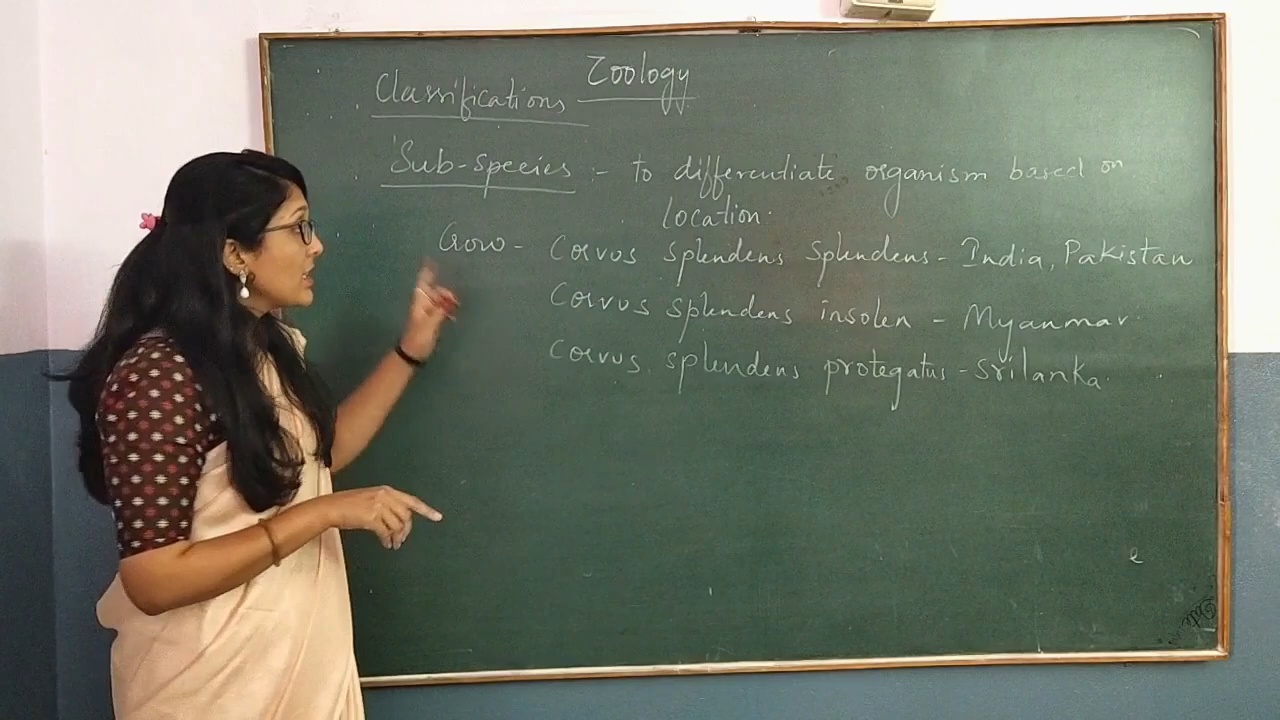 Zoology
Classifications
Sub-species :- to differentiate organism based on
location.
Crow - Corvus splendens splendens - India, Pakistan
Corvus splendens insolen - Myanmar.
Corvus splendens protegatus - Srilanka.
e